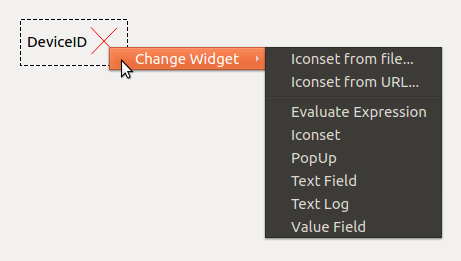 DeviceID
Change Widget
Iconset from file...
Iconset from URL...
Evaluate Expression
Iconset
PopUp
Text Field
Text Log
Value Field